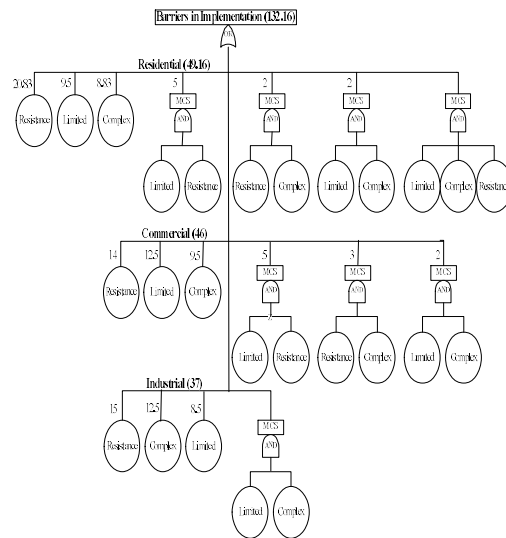 Barriers in Implementation (132.16)
OR
Residential (49.16)
20.83 9.5 8.83 5 2 2
Resistance Limited Complex MCS MCS MCS MCS
AND AND AND AND
Limited Resistance Resistance Complex Limited Complex Limited Complex Resistance
Commercial (46)
14 12.5 9.5 5 3 2
Resistance Limited Complex MCS MCS MCS
AND AND AND
2
Limited Resistance Resistance Complex Limited Complex
Industrial (37)
15 12.5 8.5
Resistance Complex Limited MCS
AND
Limited Complex